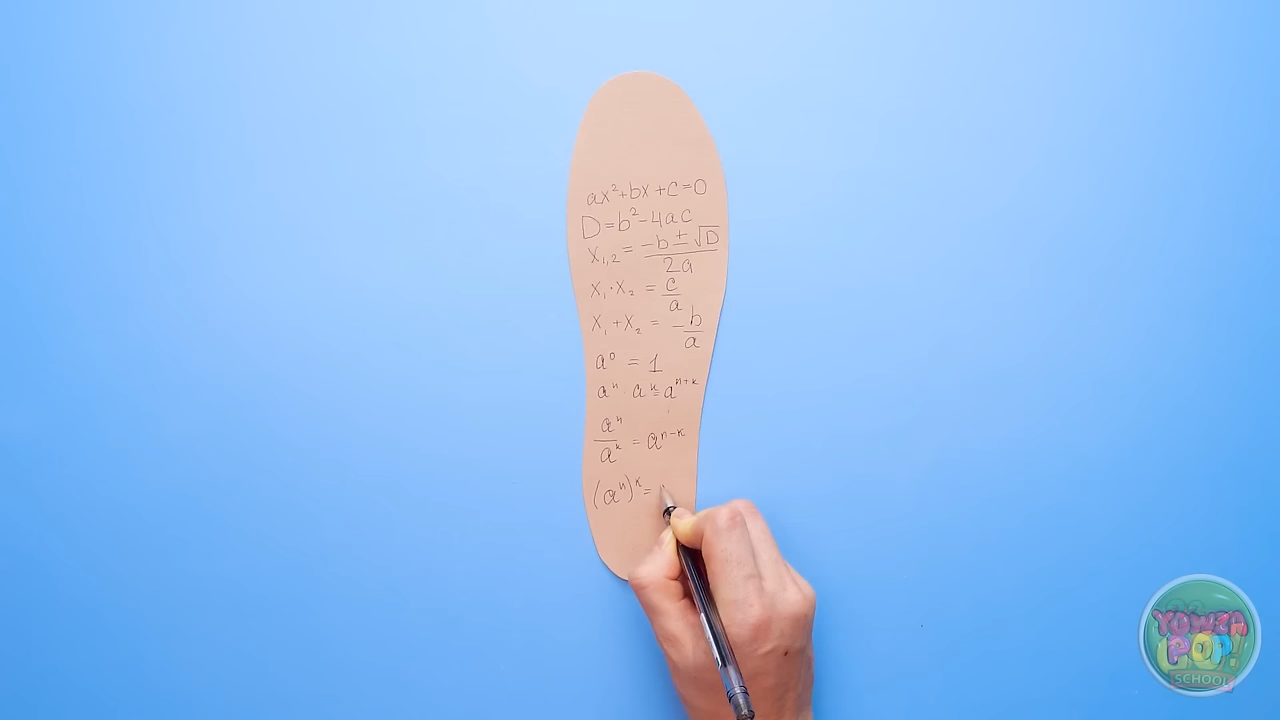 ax²+bx+c=0
D=b²-4ac
x₁,₂ = (-b±√D)/2a
x₁·x₂ = c/a
x₁+x₂ = -b/a
a⁰ = 1
aⁿ·aᵏ=aⁿ⁺ᵏ
aⁿ/aᵏ = aⁿ⁻ᵏ
(aⁿ)ᵏ=
YOWZA
POP!
SCHOOL